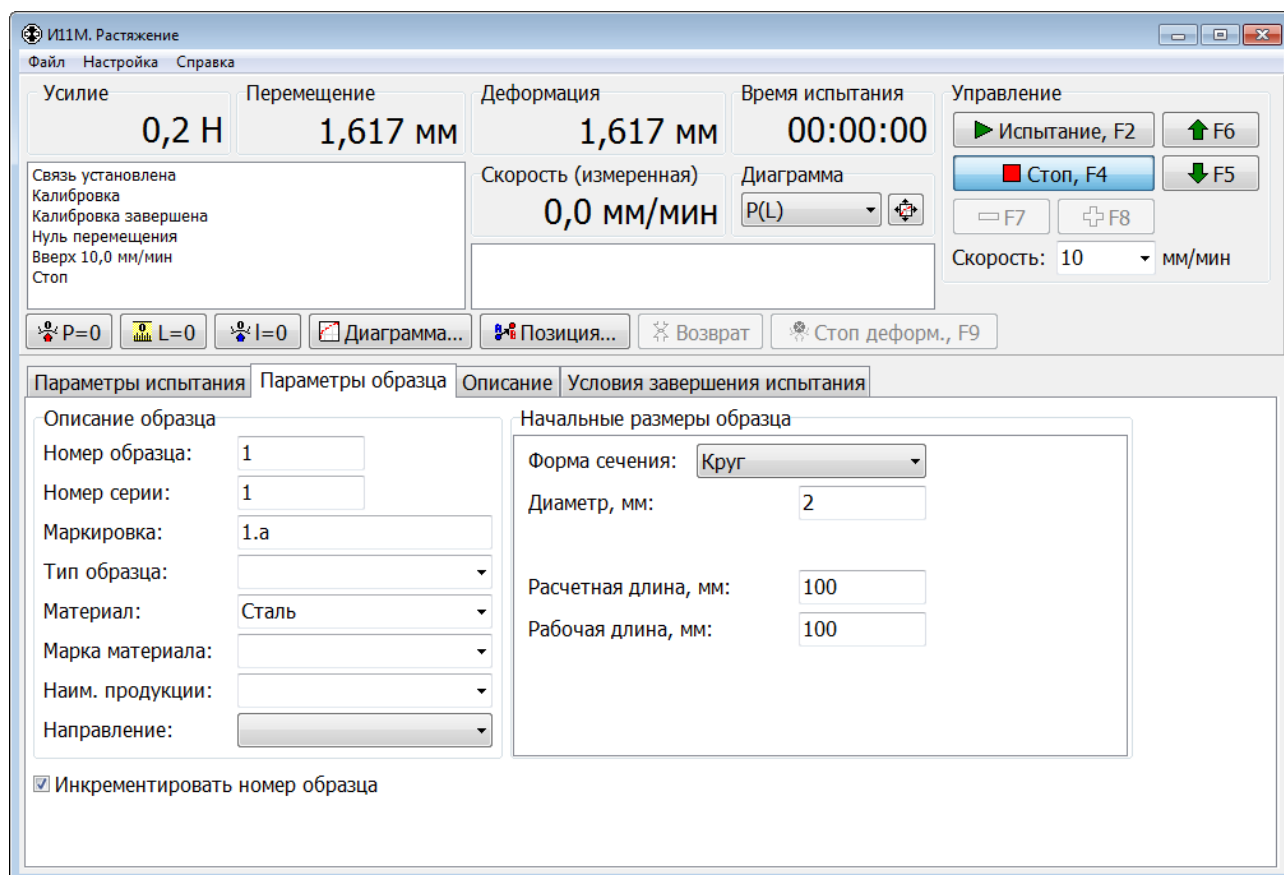 И11М. Растяжение
Файл Настройка Справка
Усилие Перемещение Деформация Время испытания Управление
0,2 Н 1,617 мм 1,617 мм 00:00:00 Испытание, F2 F6
Связь установлена
Калибровка
Калибровка завершена
Нуль перемещения
Вверх 10,0 мм/мин
Стоп
Скорость (измеренная) Диаграмма Стоп, F4 F5
0,0 мм/мин P(L) F7 F8
Скорость: 10 мм/мин
P=0 L=0 l=0 Диаграмма... Позиция... Возврат Стоп деформ., F9
Параметры испытания Параметры образца Описание Условия завершения испытания
Описание образца
Номер образца: 1
Номер серии: 1
Маркировка: 1.а
Тип образца:
Материал: Сталь
Марка материала:
Наим. продукции:
Направление:
Начальные размеры образца
Форма сечения: Круг
Диаметр, мм: 2
Расчетная длина, мм: 100
Рабочая длина, мм: 100
Инкрементировать номер образца